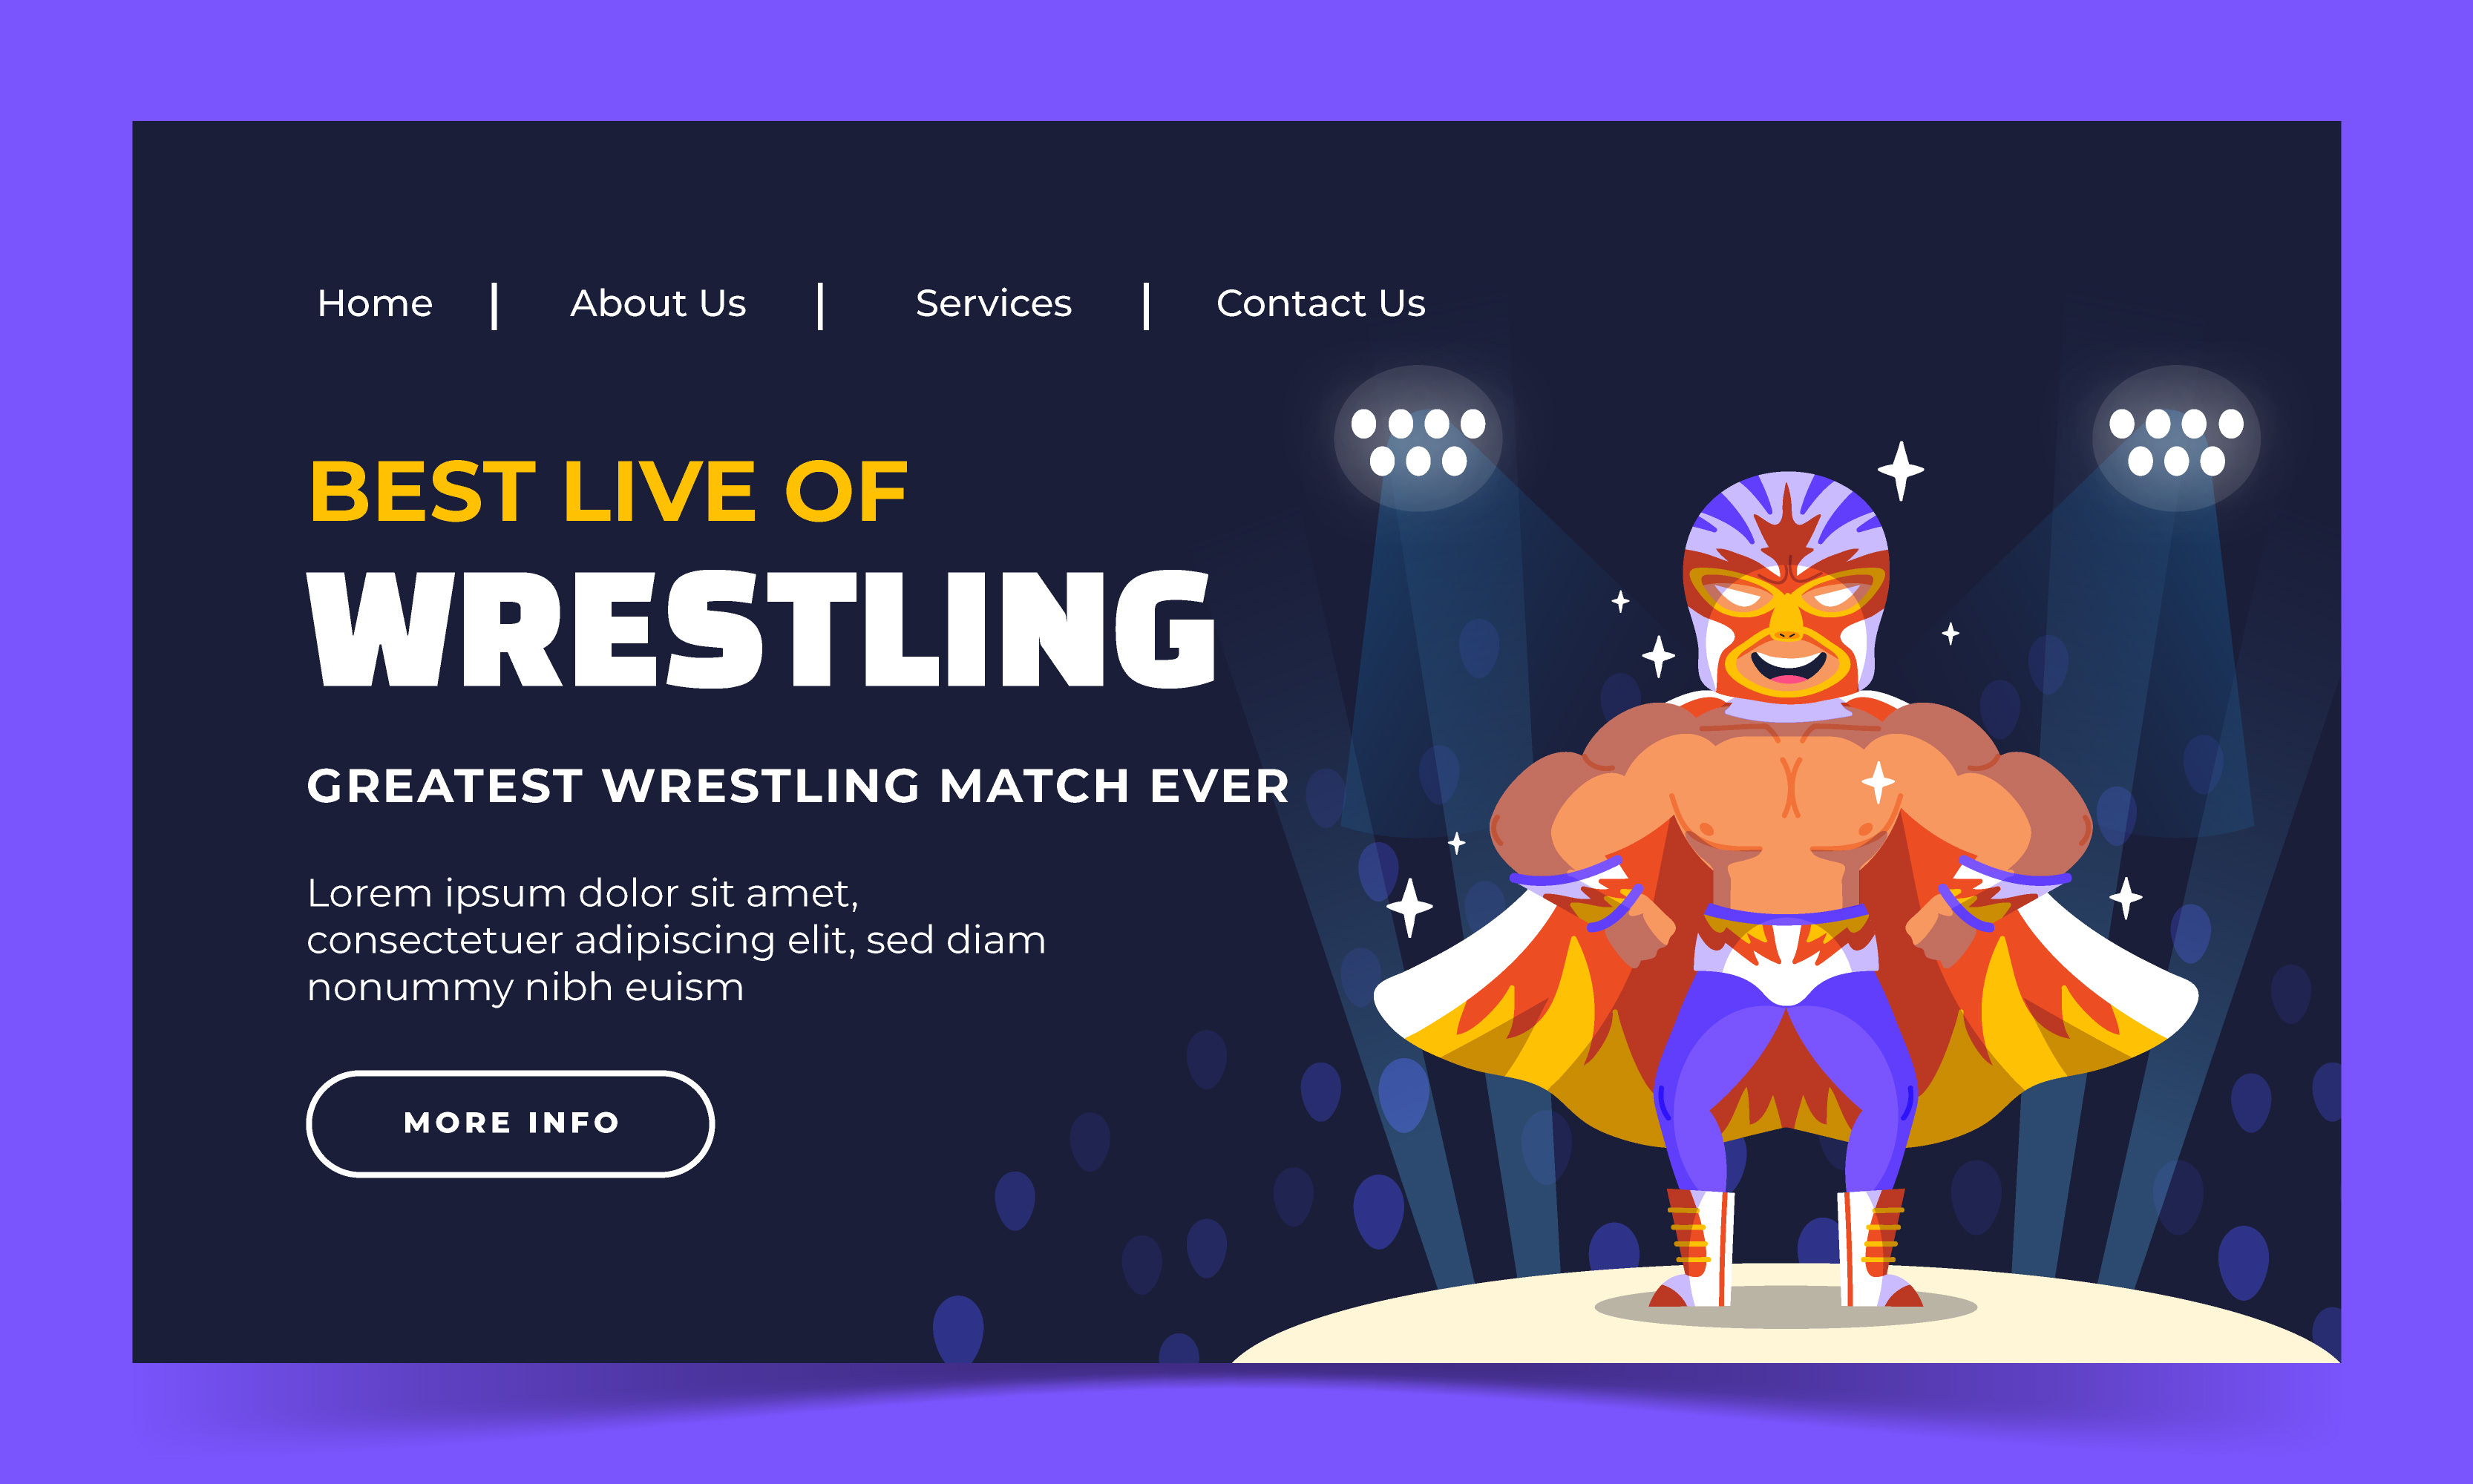 Home | About Us | Services | Contact Us
BEST LIVE OF
WRESTLING
GREATEST WRESTLING MATCH EVER
Lorem ipsum dolor sit amet,
consectetuer adipiscing elit, sed diam
nonummy nibh euism
MORE INFO